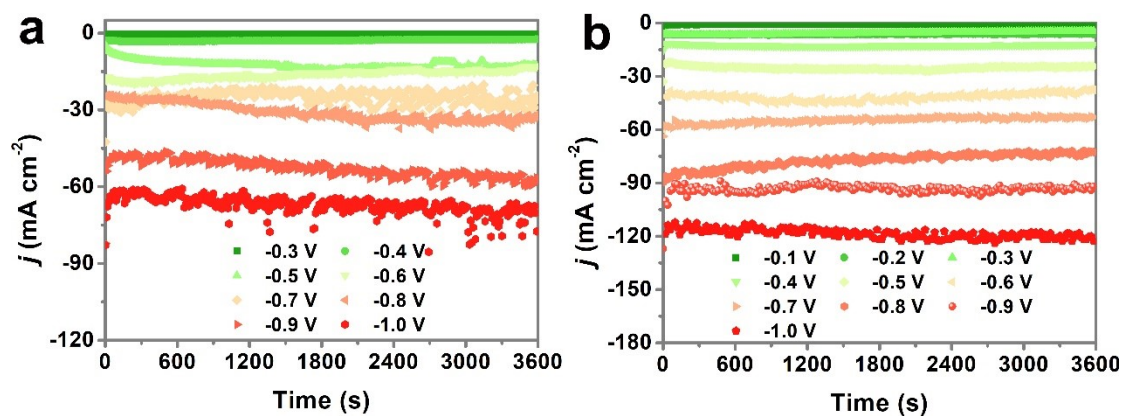 a
j (mA cm⁻²)
0
-30
-60
-90
-120
-0.3 V -0.4 V
-0.5 V -0.6 V
-0.7 V -0.8 V
-0.9 V -1.0 V
0 600 1200 1800 2400 3000 3600
Time (s)
b
j (mA cm⁻²)
0
-30
-60
-90
-120
-150
-180
-0.1 V -0.2 V -0.3 V
-0.4 V -0.5 V -0.6 V
-0.7 V -0.8 V -0.9 V
-1.0 V
0 600 1200 1800 2400 3000 3600
Time (s)